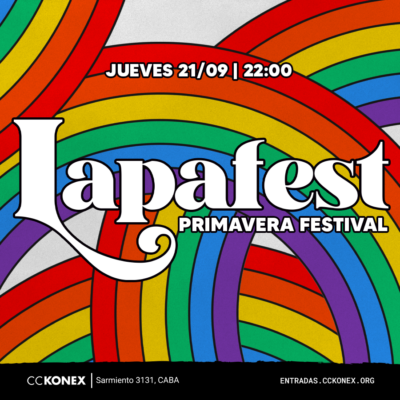 JUEVES 21/09 | 22:00
Lapafest
PRIMAVERA FESTIVAL
CCKONEX | Sarmiento 3131, CABA
ENTRADAS.CCKONEX.ORG